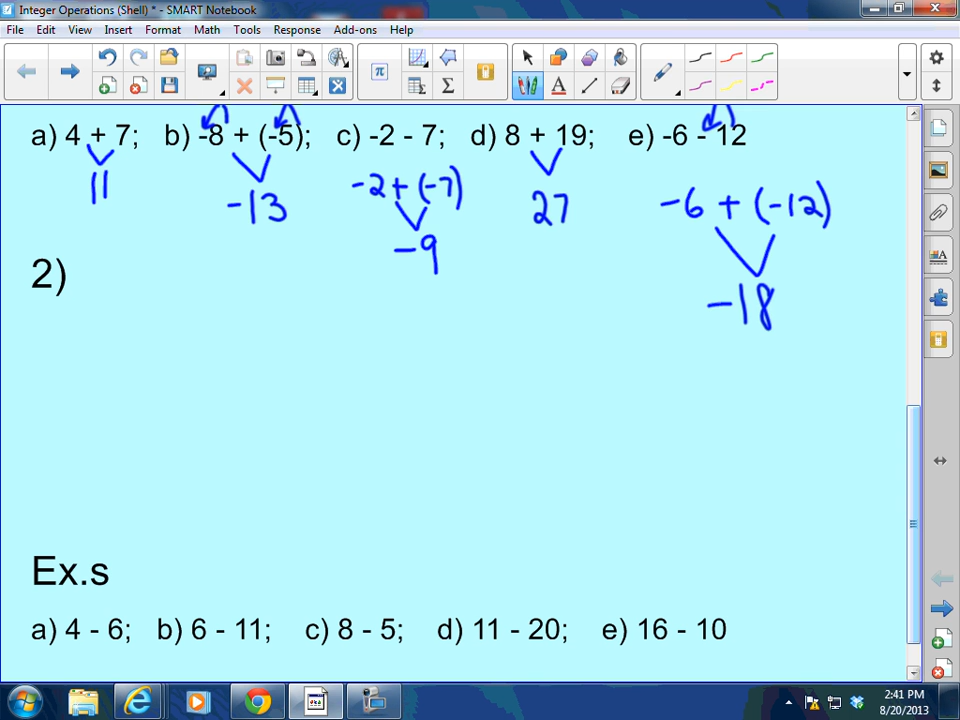 Integer Operations (Shell) * - SMART Notebook
File Edit View Insert Format Math Tools Response Add-ons Help
π Σ A
a) 4 + 7; b) -8 + (-5); c) -2 - 7; d) 8 + 19; e) -6 - 12
11 -13 -2 + (-7) 27 -6 + (-12)
-9
-18
2)
Ex.s
a) 4 - 6; b) 6 - 11; c) 8 - 5; d) 11 - 20; e) 16 - 10
2:41 PM
8/20/2013